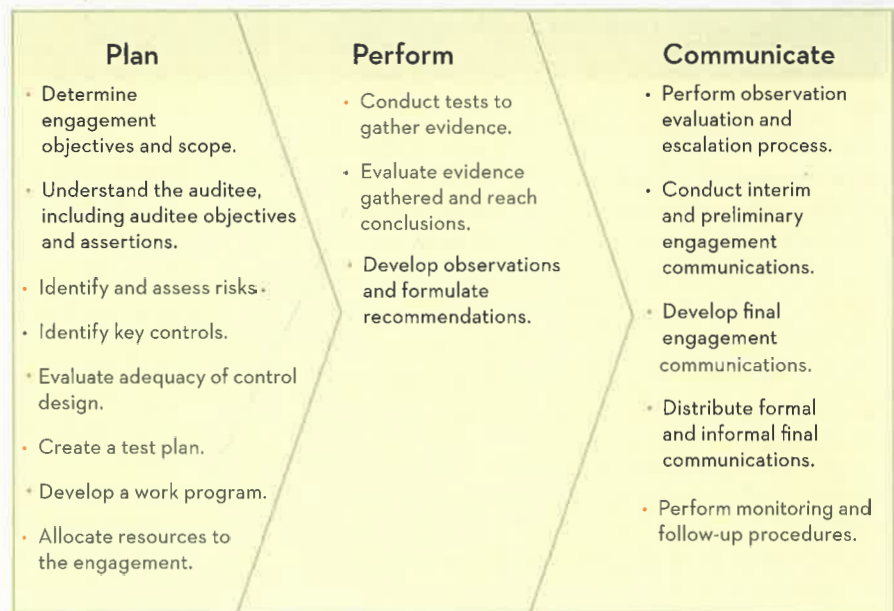 Plan
• Determine
engagement
objectives and scope.
• Understand the auditee,
including auditee objectives
and assertions.
• Identify and assess risks.
• Identify key controls.
• Evaluate adequacy of control
design.
• Create a test plan.
• Develop a work program.
• Allocate resources to
the engagement.
Perform
• Conduct tests to
gather evidence.
• Evaluate evidence
gathered and reach
conclusions.
• Develop observations
and formulate
recommendations.
Communicate
• Perform observation
evaluation and
escalation process.
• Conduct interim
and preliminary
engagement
communications.
• Develop final
engagement
communications.
• Distribute formal
and informal final
communications.
• Perform monitoring and
follow-up procedures.